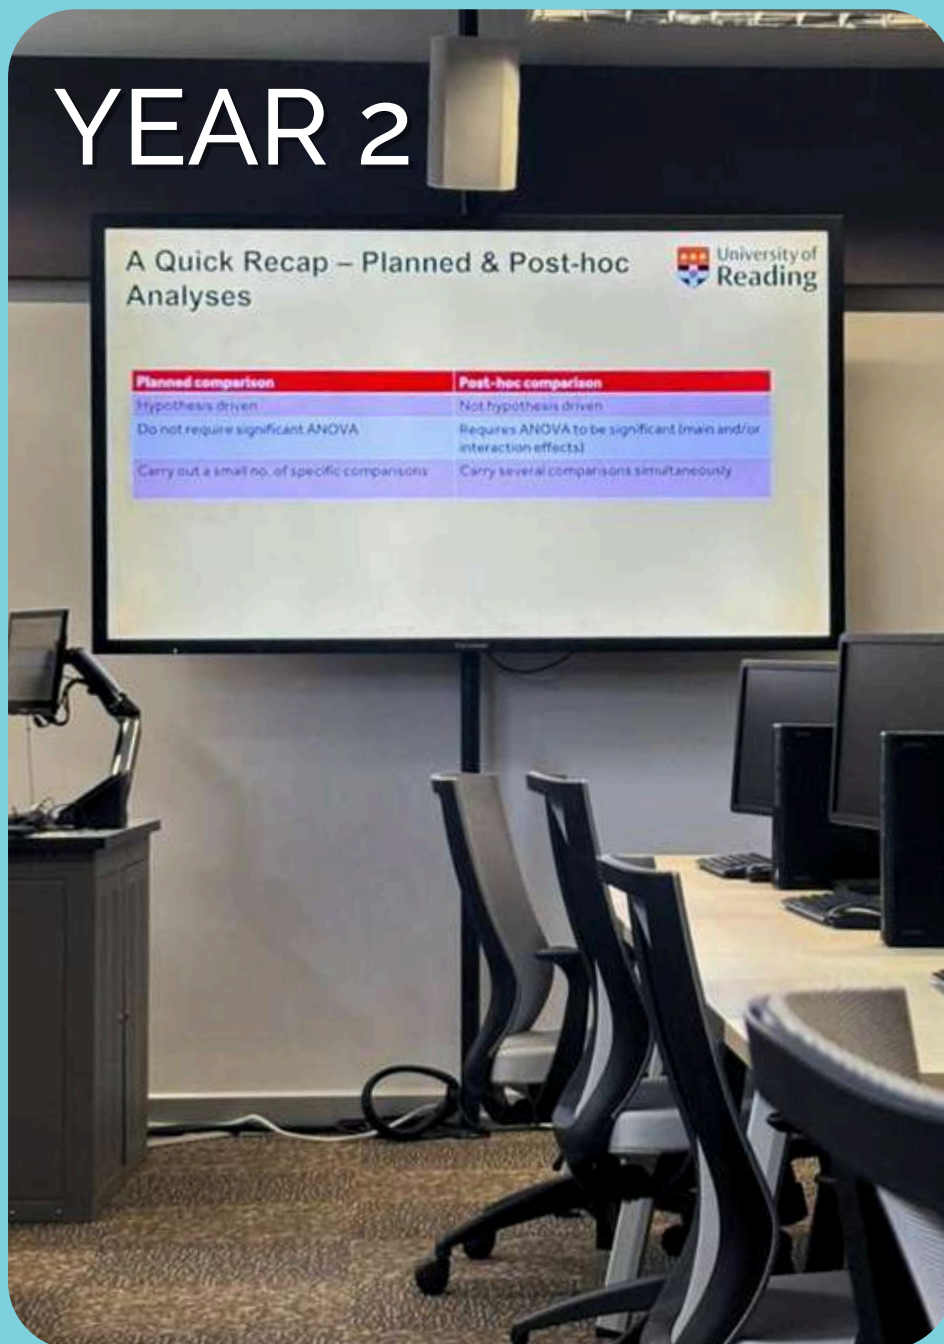 YEAR 2
A Quick Recap – Planned & Post-hoc
Analyses
University of
Reading
Planned comparison
Post-hoc comparison
Hypothesis driven
Not hypothesis driven
Do not require significant ANOVA
Requires ANOVA to be significant (main and/or
interaction effects)
Carry out a small no. of specific comparisons
Carry several comparisons simultaneously